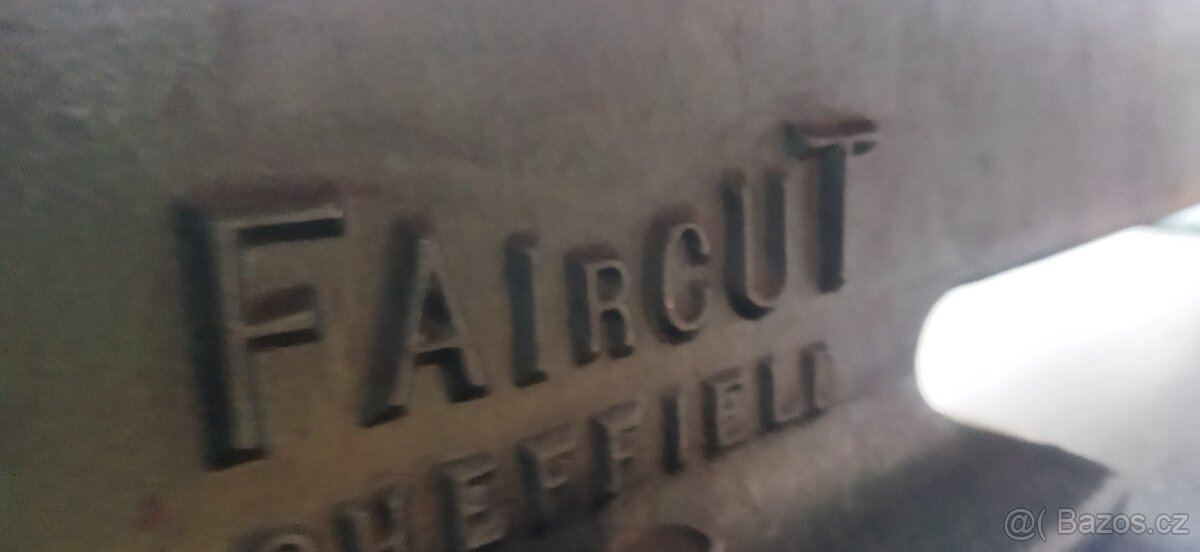 FAIRCUT
SHEFFIELD
@( Bazos.cz